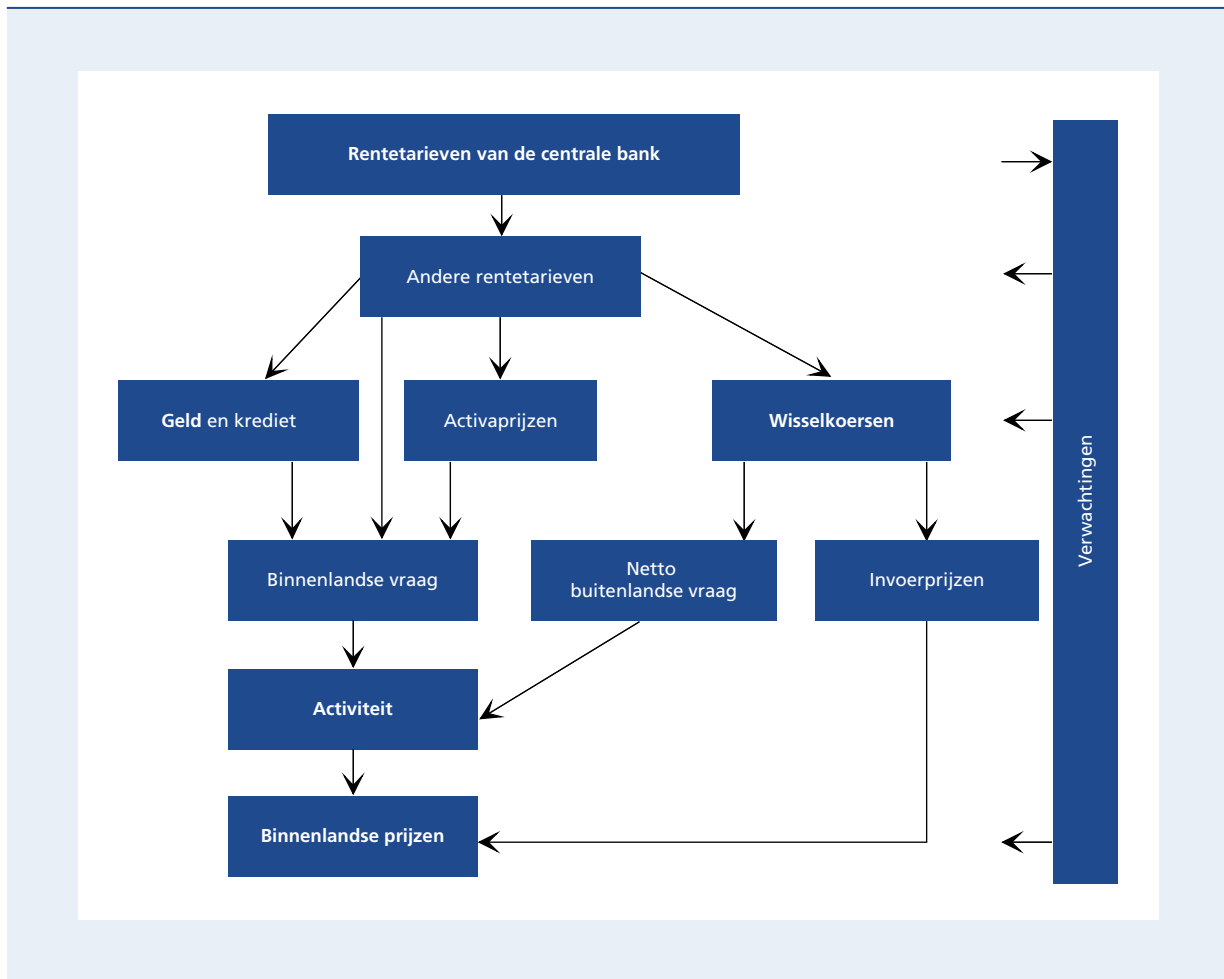 Rentetarieven van de centrale bank
Andere rentetarieven
Geld en krediet
Activaprijzen
Wisselkoersen
Binnenlandse vraag
Netto
buitenlandse vraag
Invoerprijzen
Activiteit
Binnenlandse prijzen
Verwachtingen